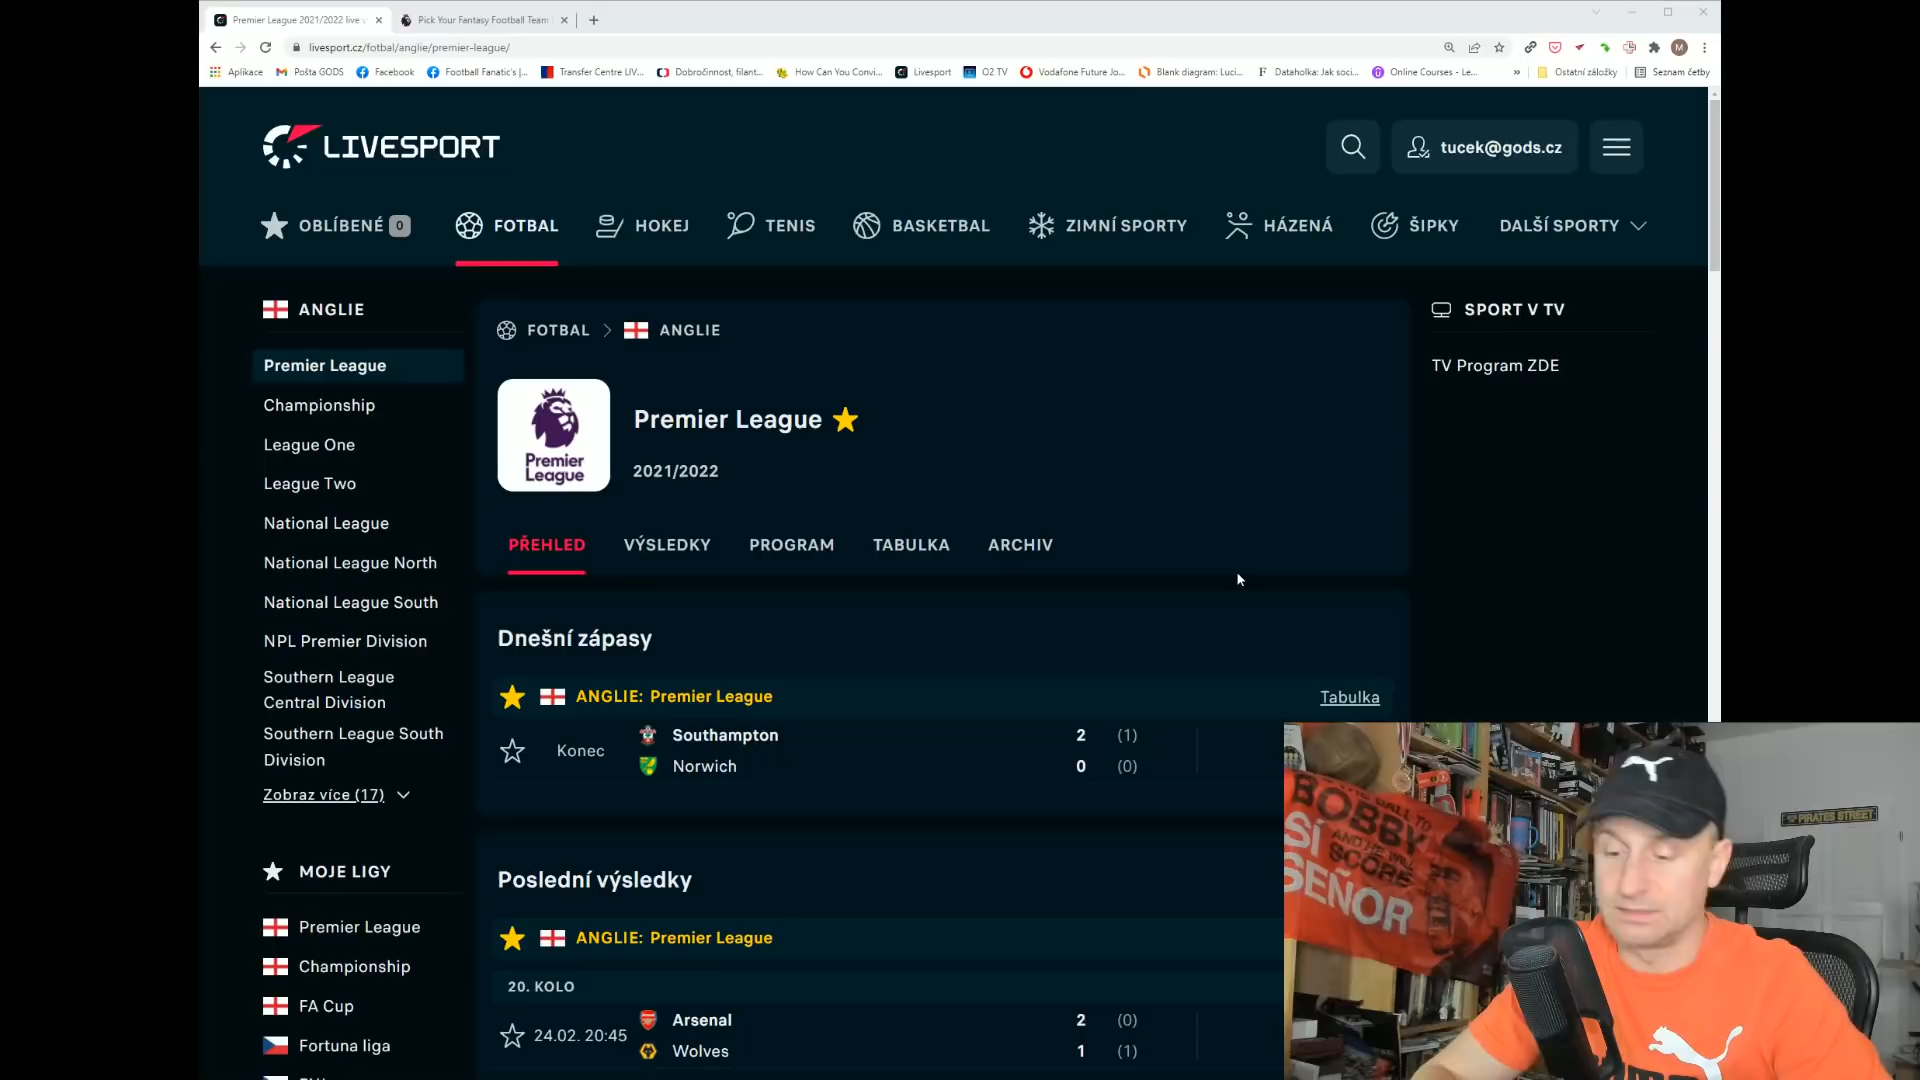 Premier League 2021/2022 live v
Pick Your Fantasy Football Team
livesport.cz/fotbal/anglie/premier-league/
M
Aplikace
Pošta GODS
Facebook
Football Fanatic's |...
Transfer Centre LIV...
Dobročinnost, filant...
How Can You Convi...
Livesport
O2 TV
Vodafone Future Jo...
Blank diagram: Luci...
Dataholka: Jak soci...
Online Courses - Le...
»
Ostatní záložky
Seznam četby
LIVESPORT
tucek@gods.cz
OBLÍBENÉ 0
FOTBAL
HOKEJ
TENIS
BASKETBAL
ZIMNÍ SPORTY
HÁZENÁ
ŠIPKY
DALŠÍ SPORTY
ANGLIE
Premier League
Championship
League One
League Two
National League
National League North
National League South
NPL Premier Division
Southern League
Central Division
Southern League South
Division
Zobraz více (17)
MOJE LIGY
Premier League
Championship
FA Cup
Fortuna liga
FOTBAL
ANGLIE
Premier
League
Premier League
2021/2022
PŘEHLED
VÝSLEDKY
PROGRAM
TABULKA
ARCHIV
Dnešní zápasy
ANGLIE: Premier League
Tabulka
Konec
Southampton 2 (1)
Norwich 0 (0)
Poslední výsledky
ANGLIE: Premier League
20. KOLO
24.02. 20:45
Arsenal 2 (0)
Wolves 1 (1)
SPORT V TV
TV Program ZDE
BOBBY
AND HE WILL
SCORE
SÍ
SEÑOR
PIRATES STREET